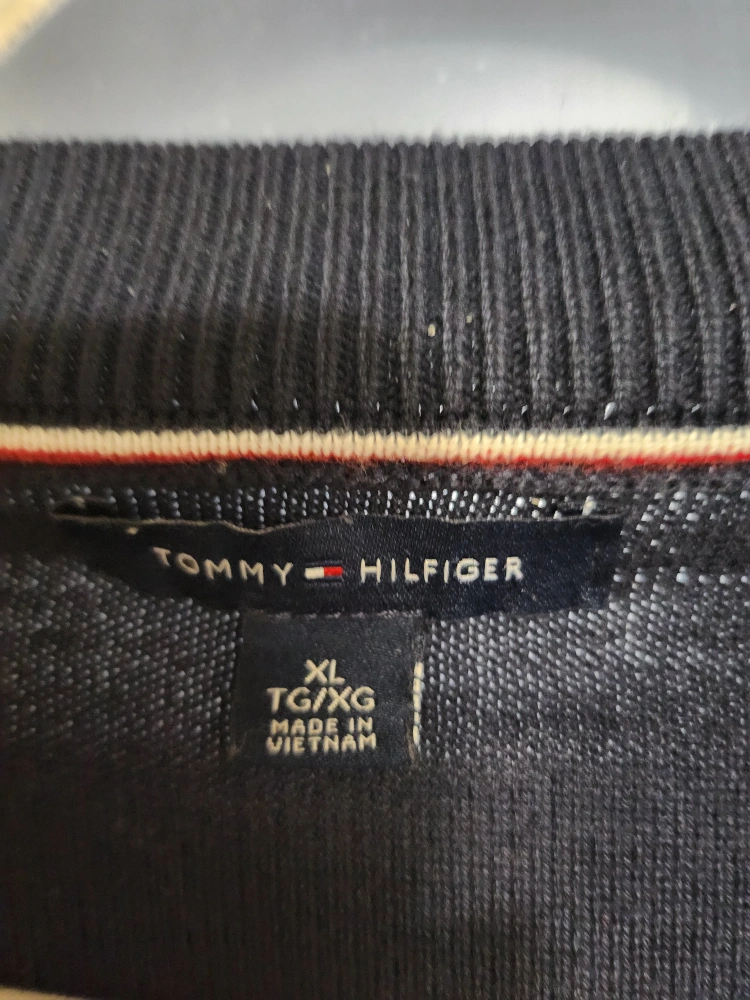 TOMMY HILFIGER
XL
TG/XG
MADE IN
VIETNAM